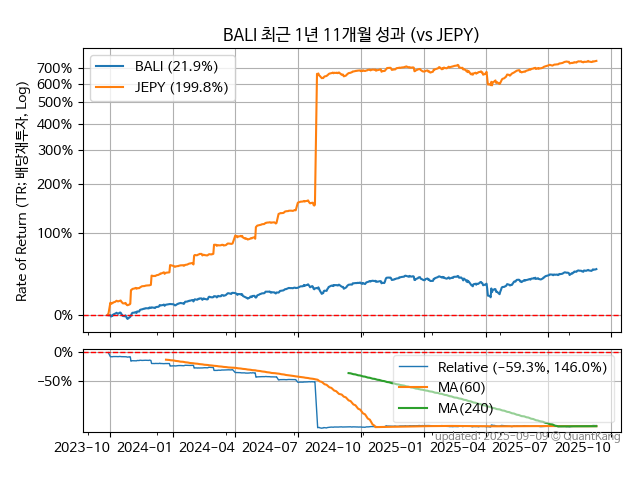 BALI 최근 1년 11개월 성과 (vs JEPY)
Rate of Return (TR; 배당재투자, Log)
700%
600%
500%
400%
300%
200%
100%
0%
BALI (21.9%)
JEPY (199.8%)
0%
−50%
Relative (−59.3%, 146.0%)
MA(60)
MA(240)
2023-10 2024-01 2024-04 2024-07 2024-10 2025-01 2025-04 2025-07 2025-10
updated: 2025-09-09 © QuantKang